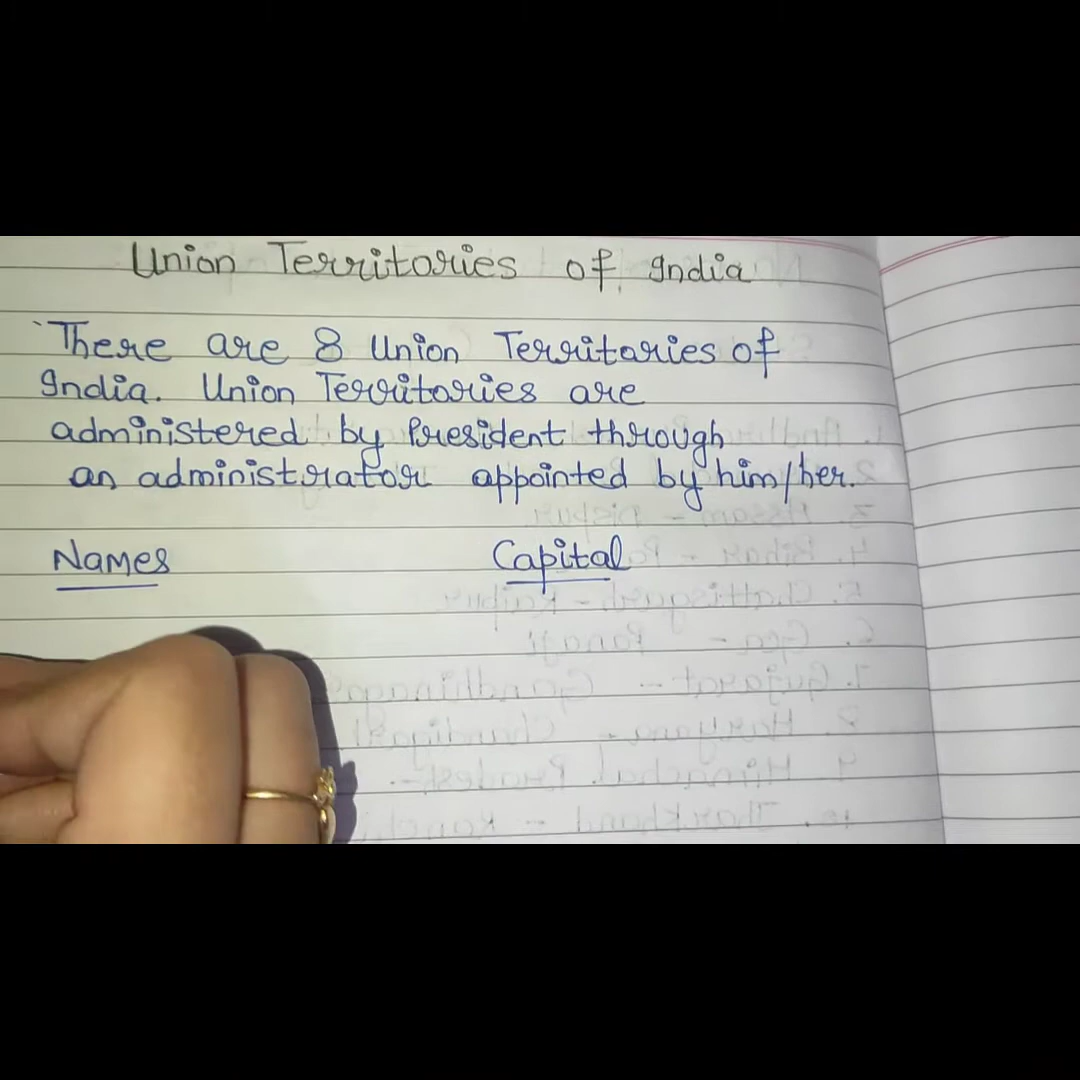 Union Territories of India
There are 8 Union Territories of
India. Union Territories are
administered by President through
an administrator appointed by him/her.
Names Capital